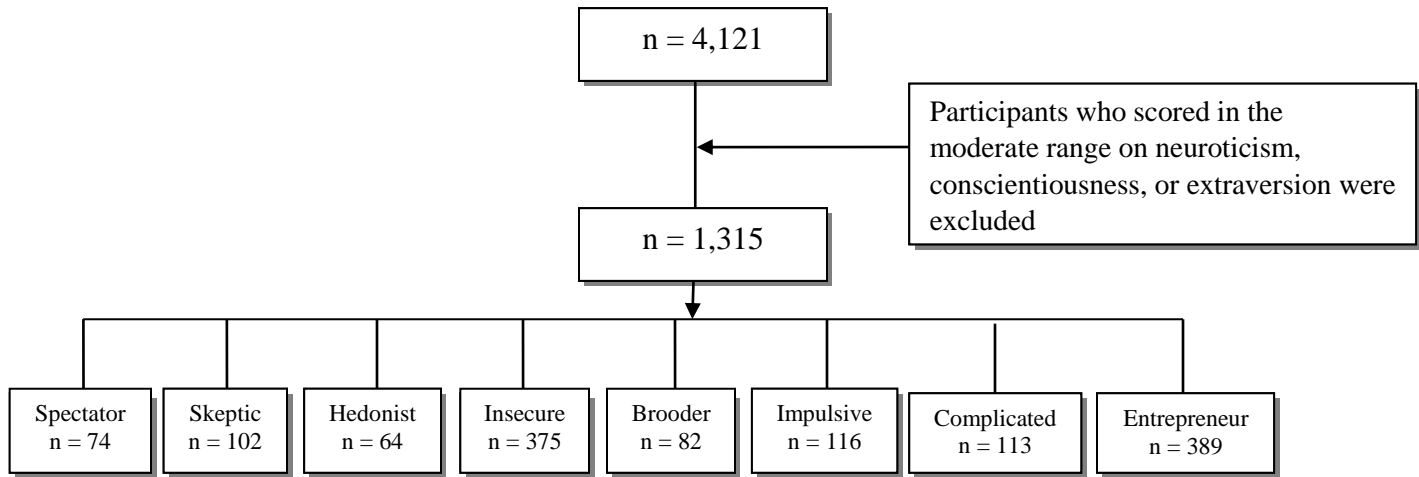 n = 4,121
Participants who scored in the
moderate range on neuroticism,
conscientiousness, or extraversion were
excluded
n = 1,315
Spectator
n = 74
Skeptic
n = 102
Hedonist
n = 64
Insecure
n = 375
Brooder
n = 82
Impulsive
n = 116
Complicated
n = 113
Entrepreneur
n = 389